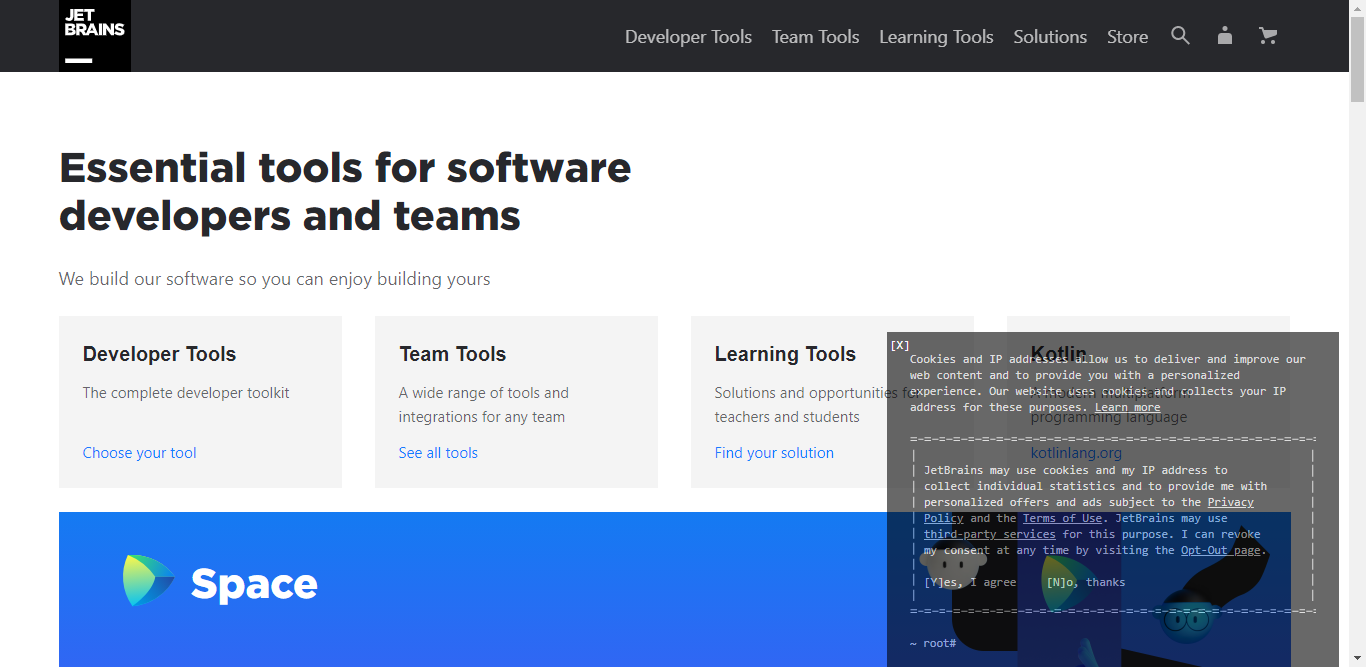 JET
BRAINS
Developer Tools Team Tools Learning Tools Solutions Store
Essential tools for software
developers and teams
We build our software so you can enjoy building yours
Developer Tools
The complete developer toolkit
Choose your tool
Team Tools
A wide range of tools and
integrations for any team
See all tools
Learning Tools
Solutions and opportunities for
teachers and students
Find your solution
Kotlin
programming language
kotlinlang.org
[X]
Cookies and IP addresses allow us to deliver and improve our
web content and to provide you with a personalized
experience. Our website uses cookies and collects your IP
address for these purposes. Learn more
JetBrains may use cookies and my IP address to
collect individual statistics and to provide me with
personalized offers and ads subject to the Privacy
Policy and the Terms of Use. JetBrains may use
third-party services for this purpose. I can revoke
my consent at any time by visiting the Opt-Out page.
[Y]es, I agree [N]o, thanks
~ root#
Space